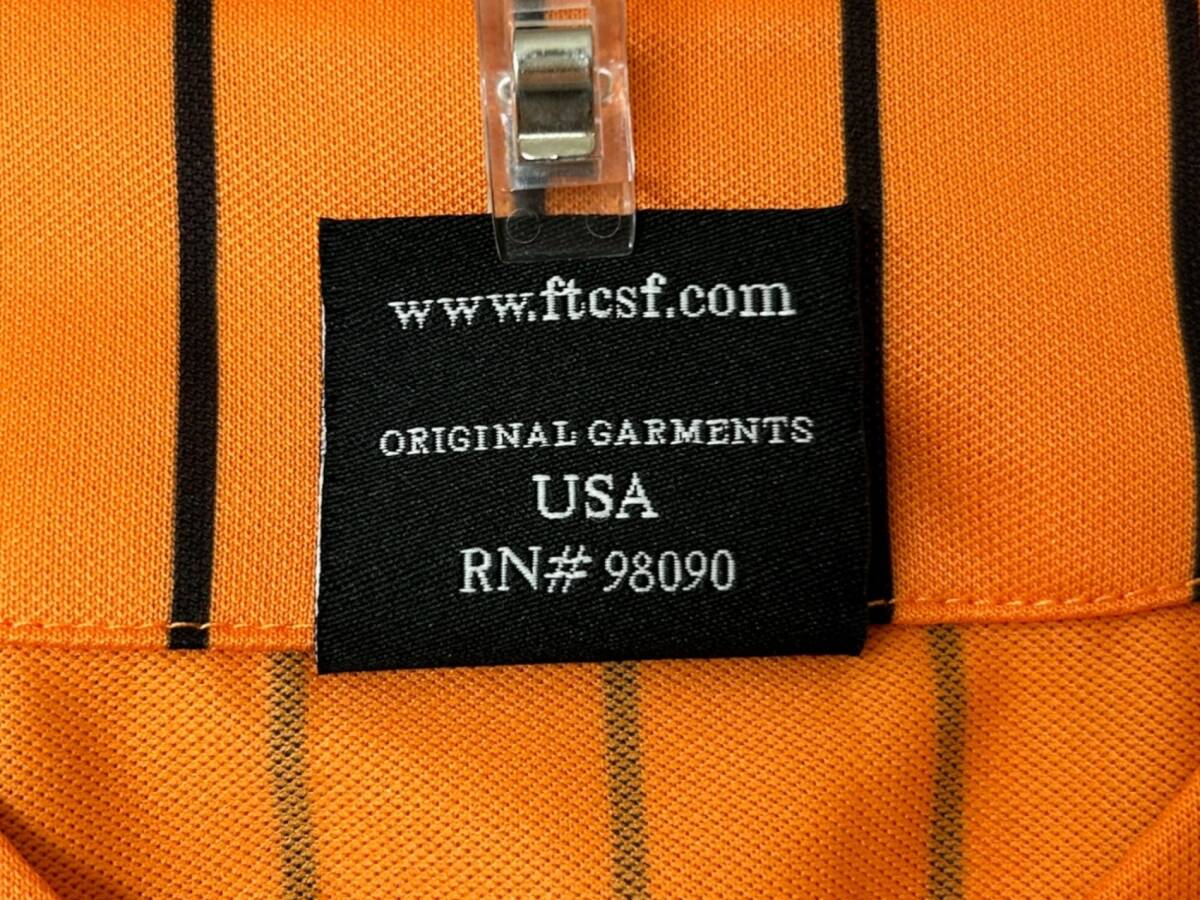 www.ftcsf.com
ORIGINAL GARMENTS
USA
RN# 98090